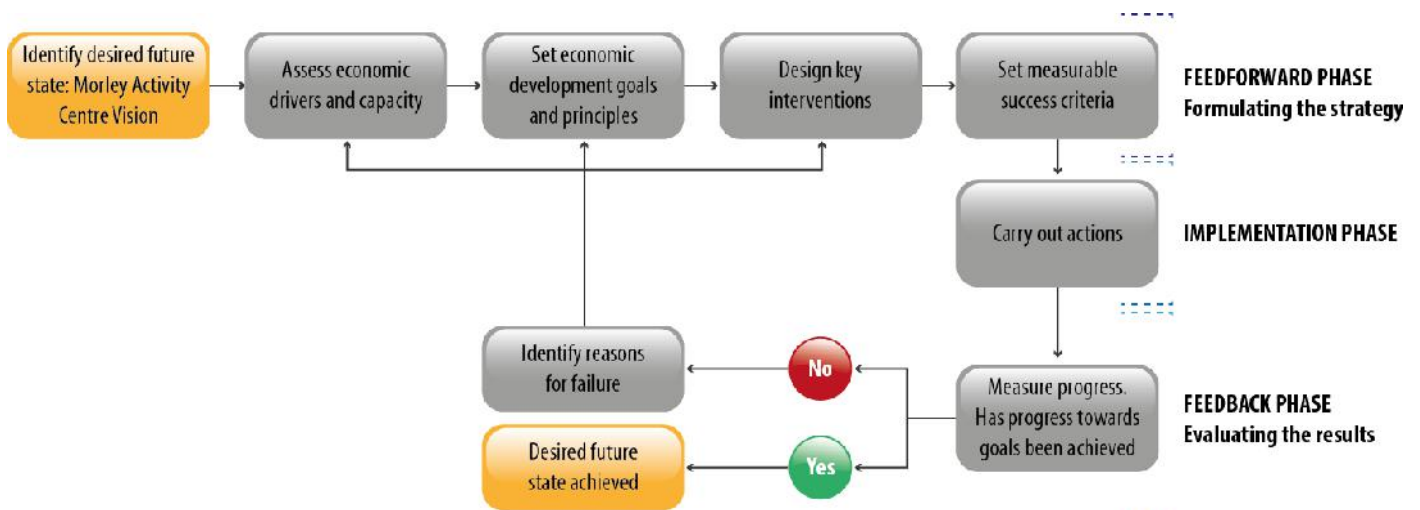 Identify desired future
state: Morley Activity
Centre Vision
Assess economic
drivers and capacity
Set economic
development goals
and principles
Design key
interventions
Set measurable
success criteria
FEEDFORWARD PHASE
Formulating the strategy
Carry out actions
IMPLEMENTATION PHASE
Identify reasons
for failure
No
Measure progress.
Has progress towards
goals been achieved
FEEDBACK PHASE
Evaluating the results
Desired future
state achieved
Yes